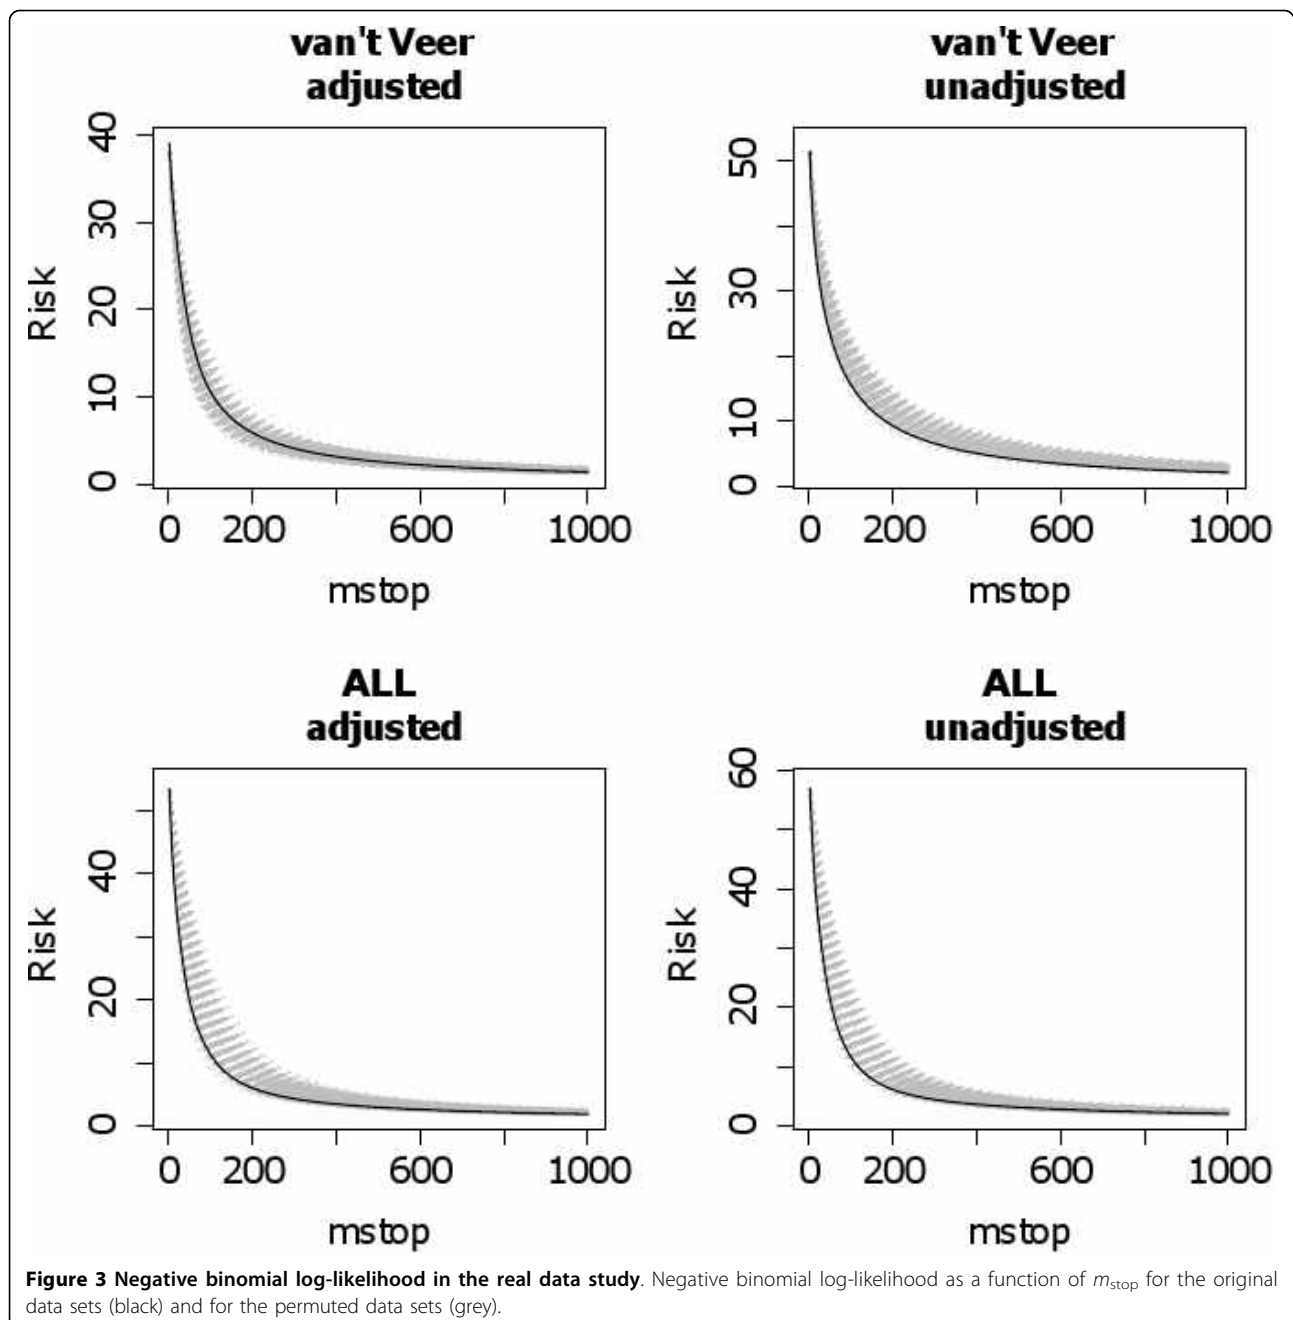 van't Veer
adjusted
40
30
20
10
0
Risk
0 200 600 1000
mstop
van't Veer
unadjusted
50
30
10
0
Risk
0 200 600 1000
mstop
ALL
adjusted
40
20
0
Risk
0 200 600 1000
mstop
ALL
unadjusted
60
40
20
0
Risk
0 200 600 1000
mstop
Figure 3 Negative binomial log-likelihood in the real data study. Negative binomial log-likelihood as a function of mstop for the original
data sets (black) and for the permuted data sets (grey).